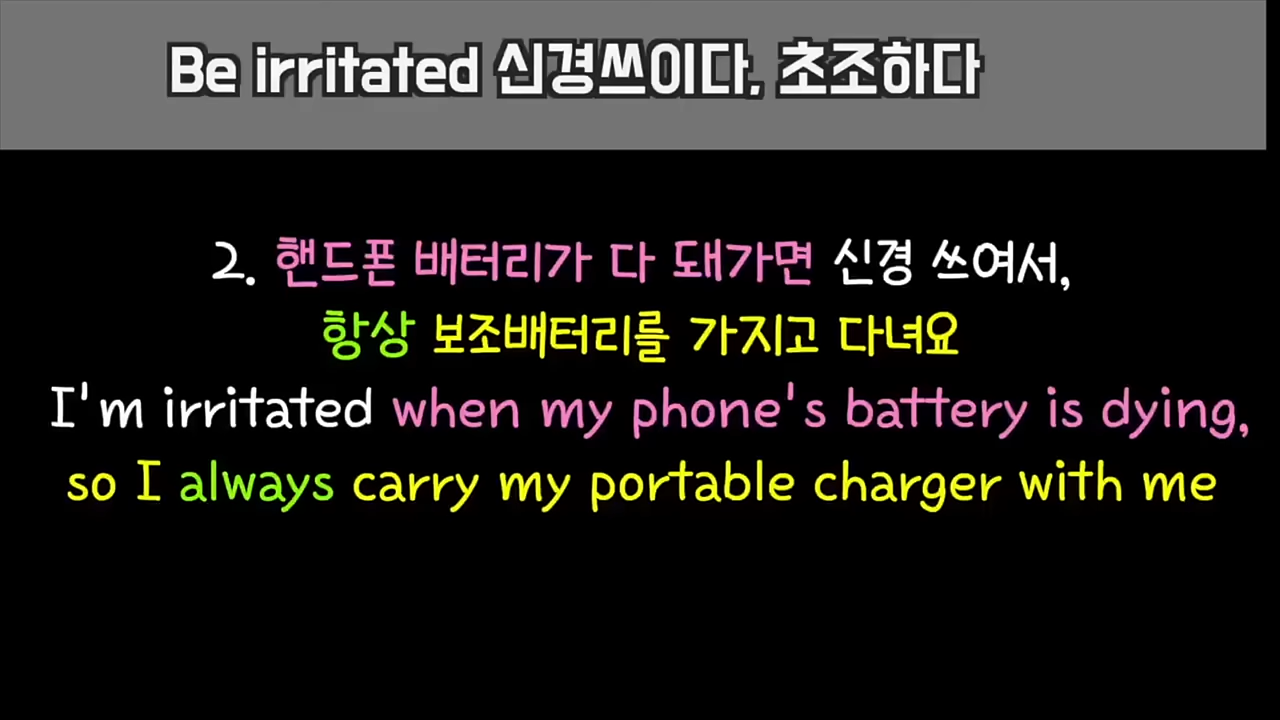 Be irritated 신경쓰이다, 초조하다
2. 핸드폰 배터리가 다 돼가면 신경 쓰여서,
항상 보조배터리를 가지고 다녀요
I'm irritated when my phone's battery is dying,
so I always carry my portable charger with me